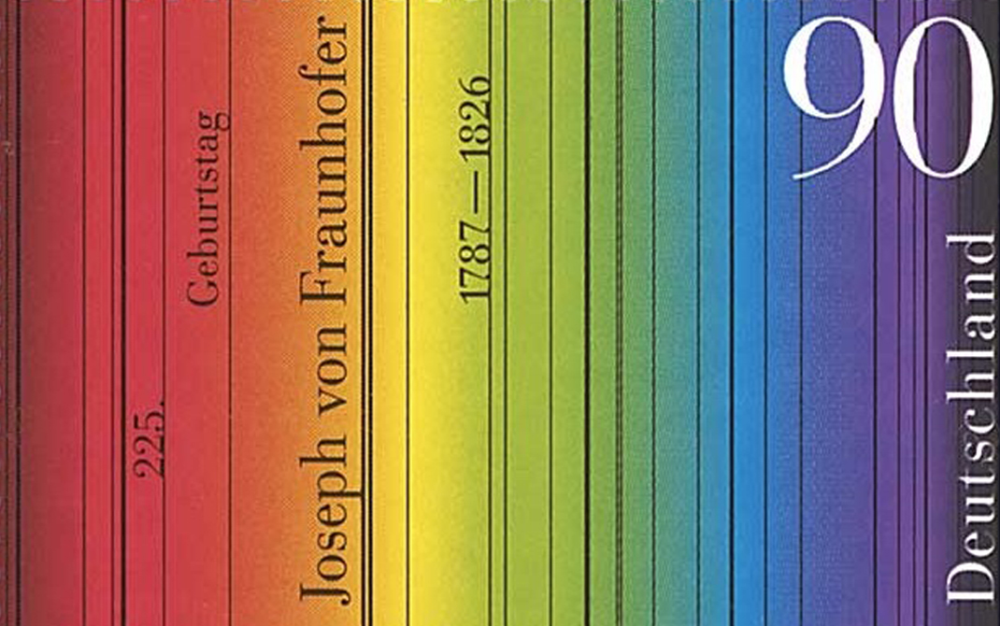 225.
Geburtstag
Joseph von Fraunhofer
1787–1826
90
Deutschland